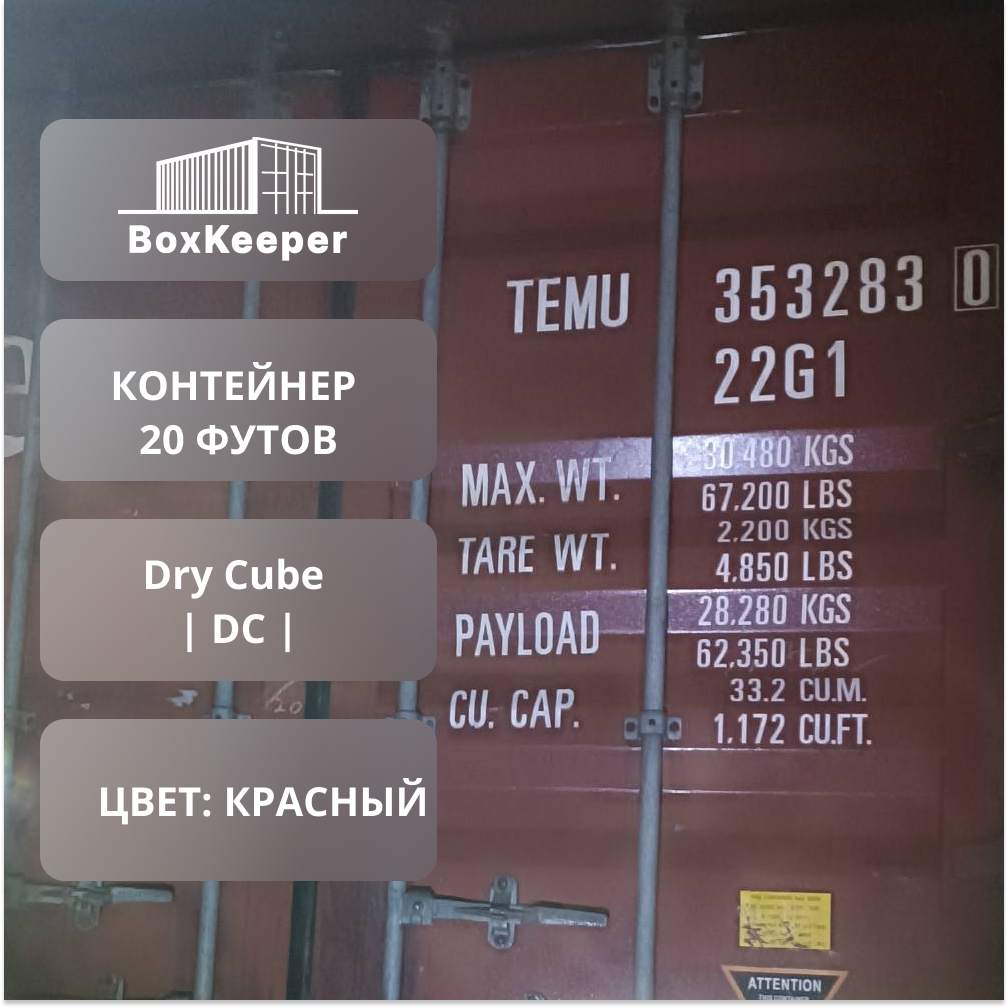 BoxKeeper
КОНТЕЙНЕР
20 ФУТОВ
Dry Cube
| DC |
ЦВЕТ: КРАСНЫЙ
TEMU 353283 0
22G1
MAX. WT. 30,480 KGS
67,200 LBS
TARE WT. 2,200 KGS
4,850 LBS
PAYLOAD 28,280 KGS
62,350 LBS
CU. CAP. 33.2 CU.M.
1,172 CU.FT.
ATTENTION
THIS CONTAINER